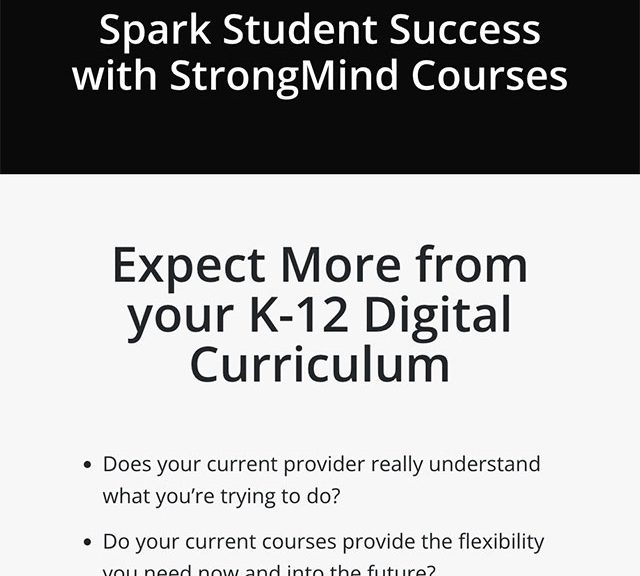 Spark Student Success
with StrongMind Courses
Expect More from
your K-12 Digital
Curriculum
• Does your current provider really understand
what you’re trying to do?
• Do your current courses provide the flexibility
you need now and into the future?